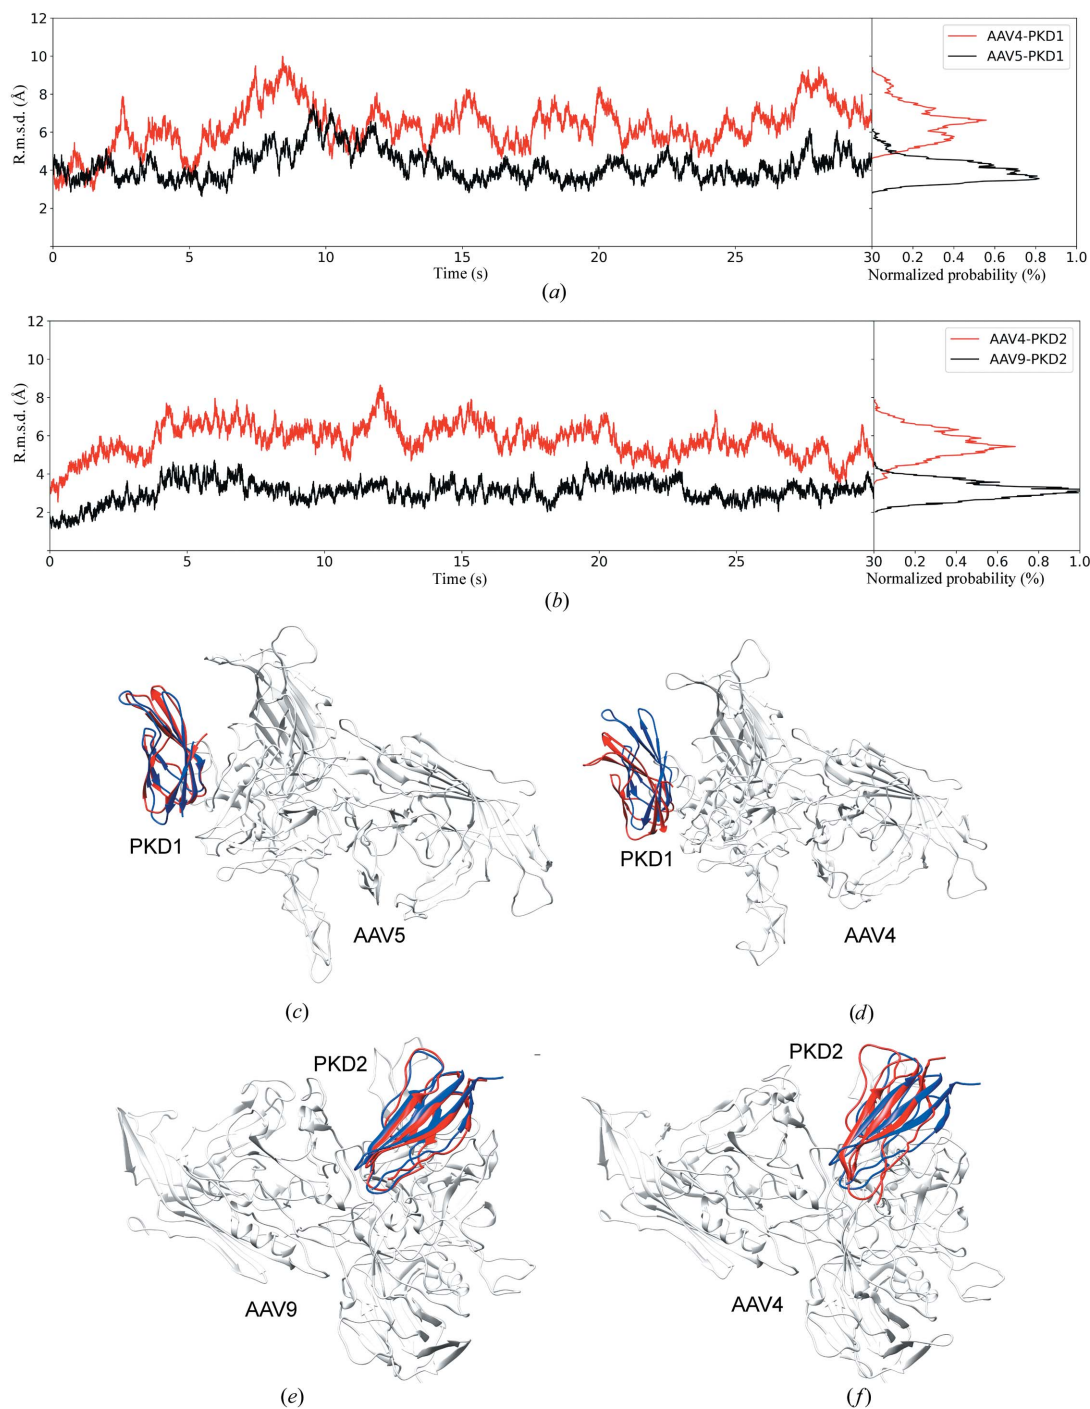 12
10
8
6
4
2
R.m.s.d. (Å)
AAV4-PKD1
AAV5-PKD1
0 5 10 15 20 25 30 0.2 0.4 0.6 0.8 1.0
Time (s) Normalized probability (%)
(a)
12
10
8
6
4
2
R.m.s.d. (Å)
AAV4-PKD2
AAV9-PKD2
0 5 10 15 20 25 30 0.2 0.4 0.6 0.8 1.0
Time (s) Normalized probability (%)
(b)
PKD1 PKD1
AAV5 AAV4
(c) (d)
PKD2 PKD2
AAV9 AAV4
(e) (f)